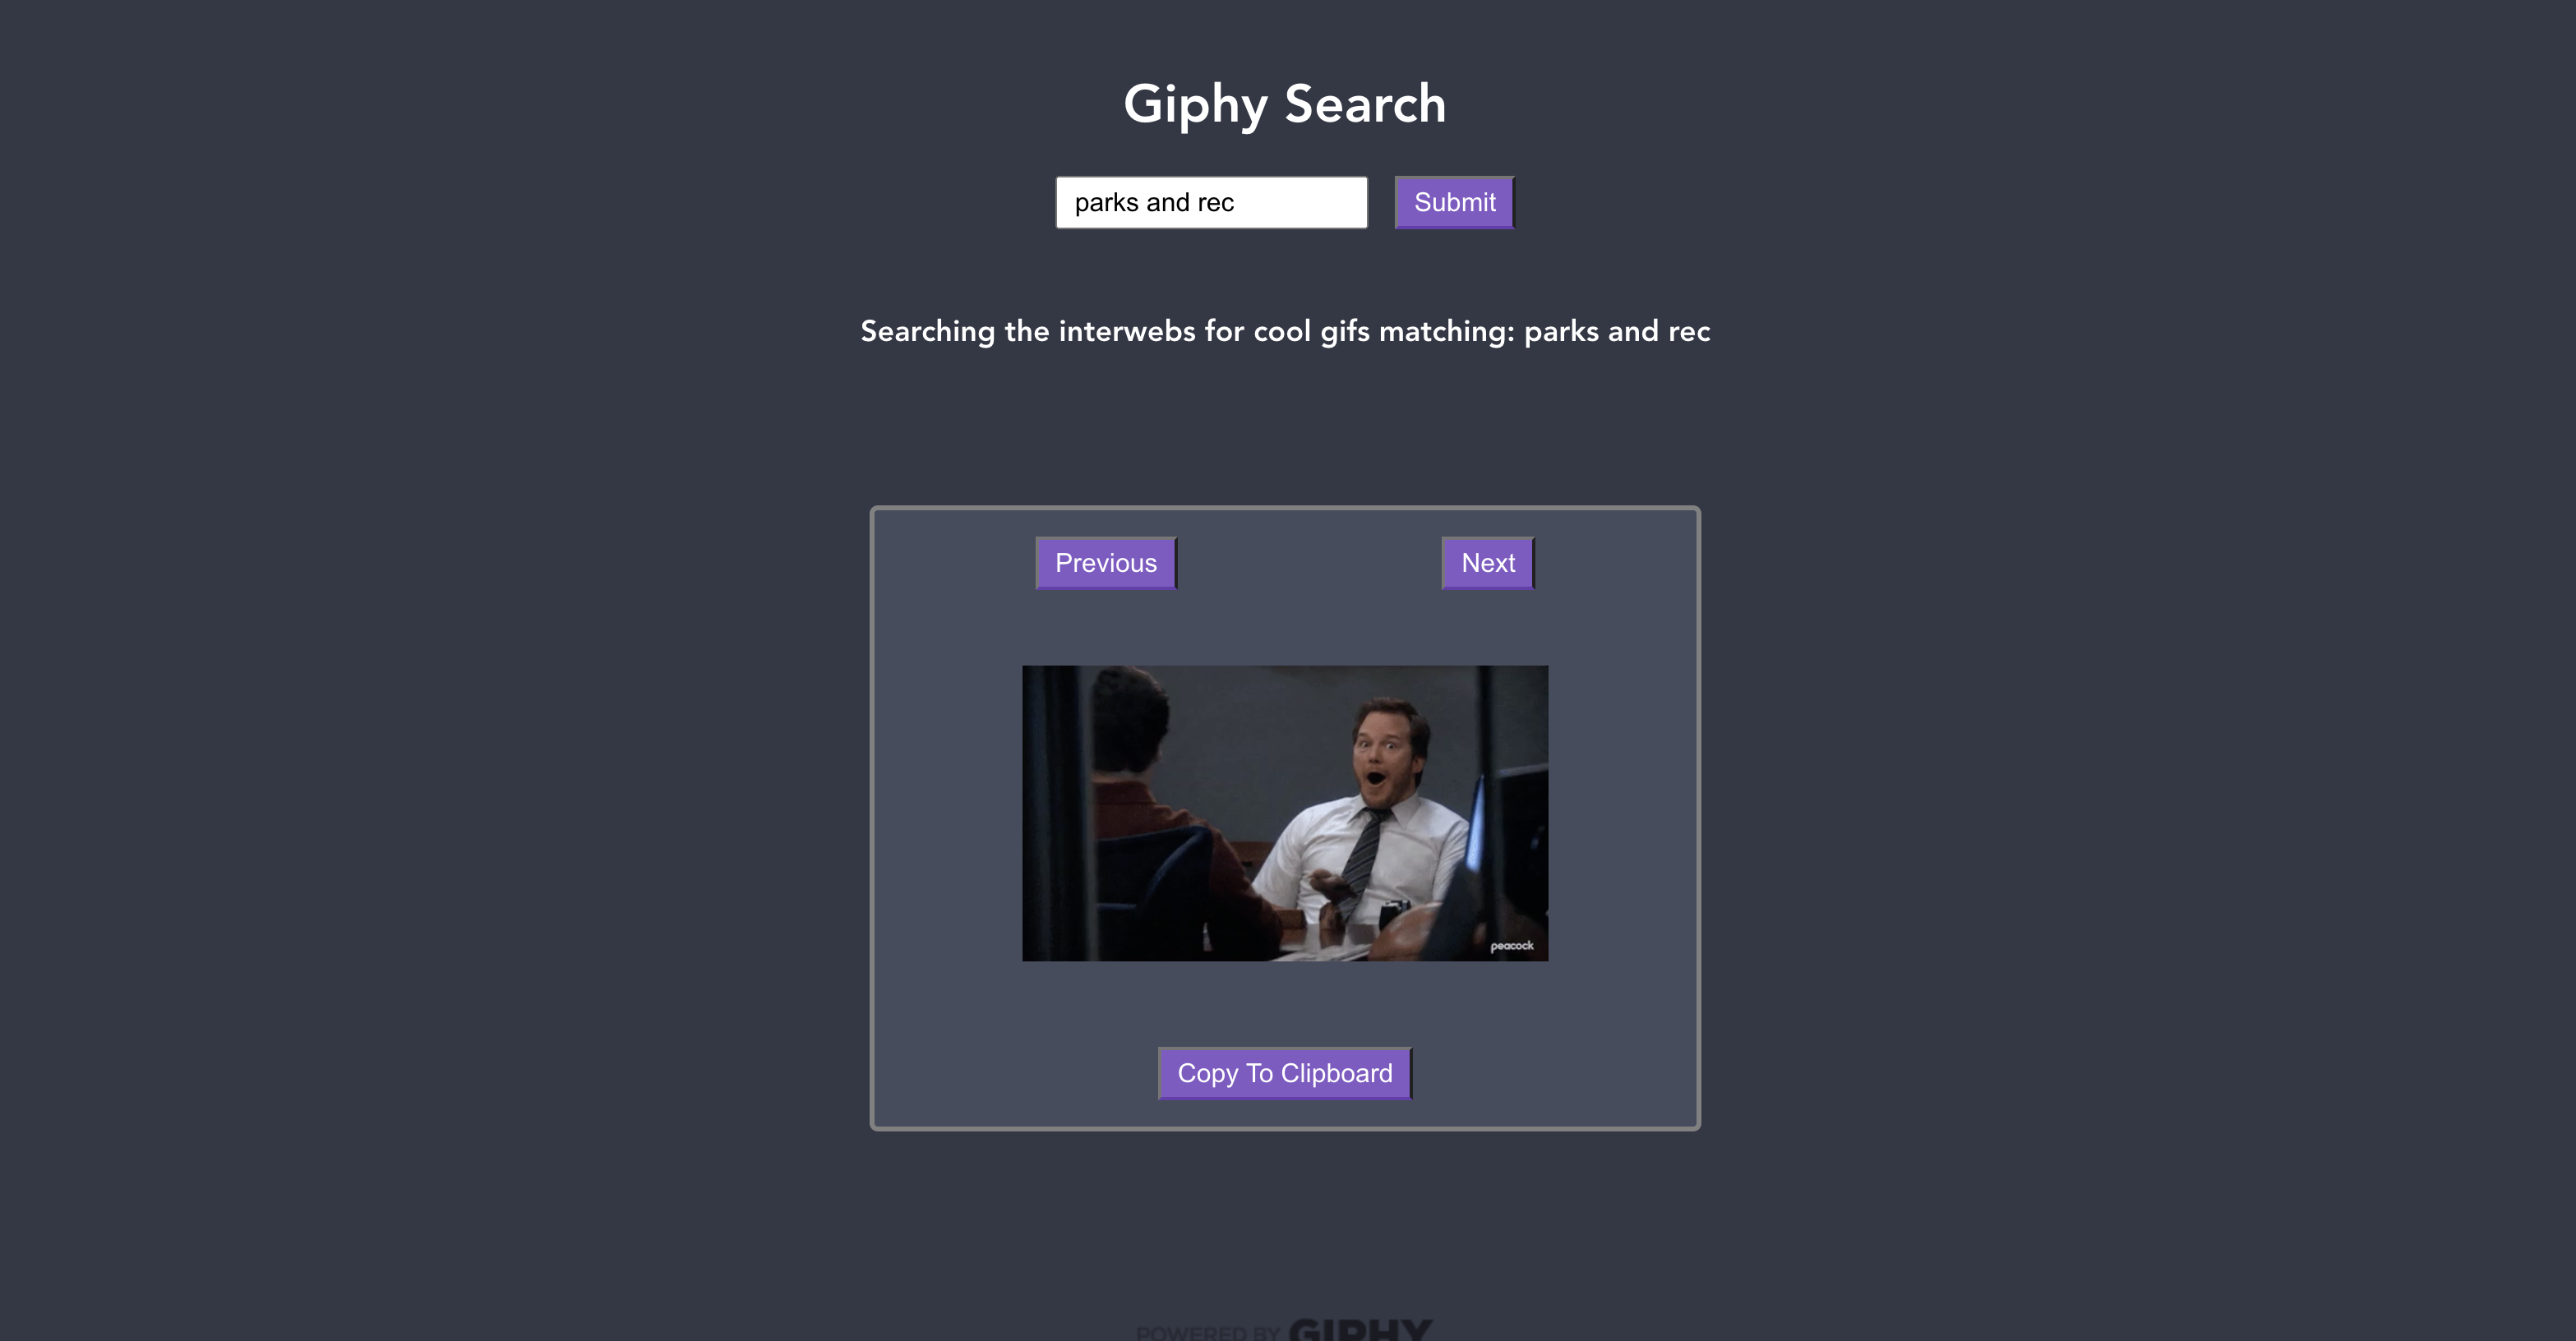 Giphy Search
parks and rec Submit
Searching the interwebs for cool gifs matching: parks and rec
Previous Next
peacock
Copy To Clipboard
POWERED BY GIPHY